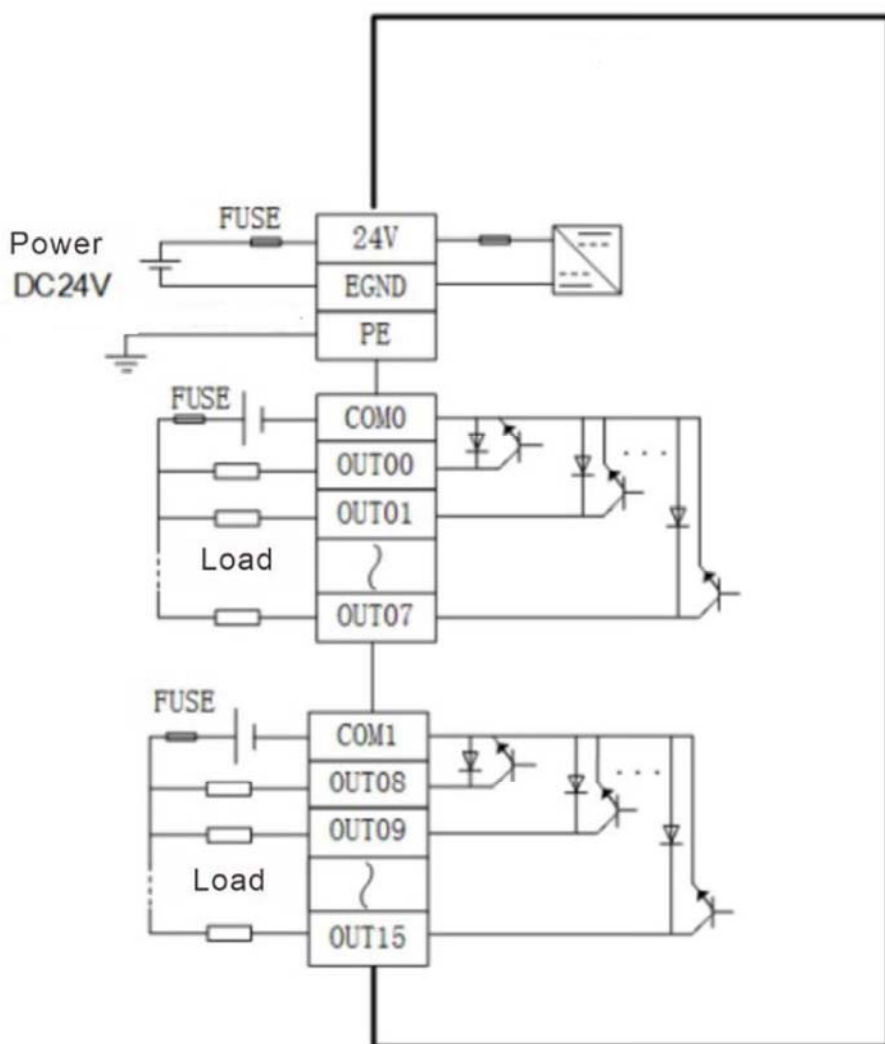 FUSE
24V
Power
DC24V
EGND
PE
FUSE
COM0
OUT00
OUT01
Load
OUT07
FUSE
COM1
OUT08
OUT09
Load
OUT15